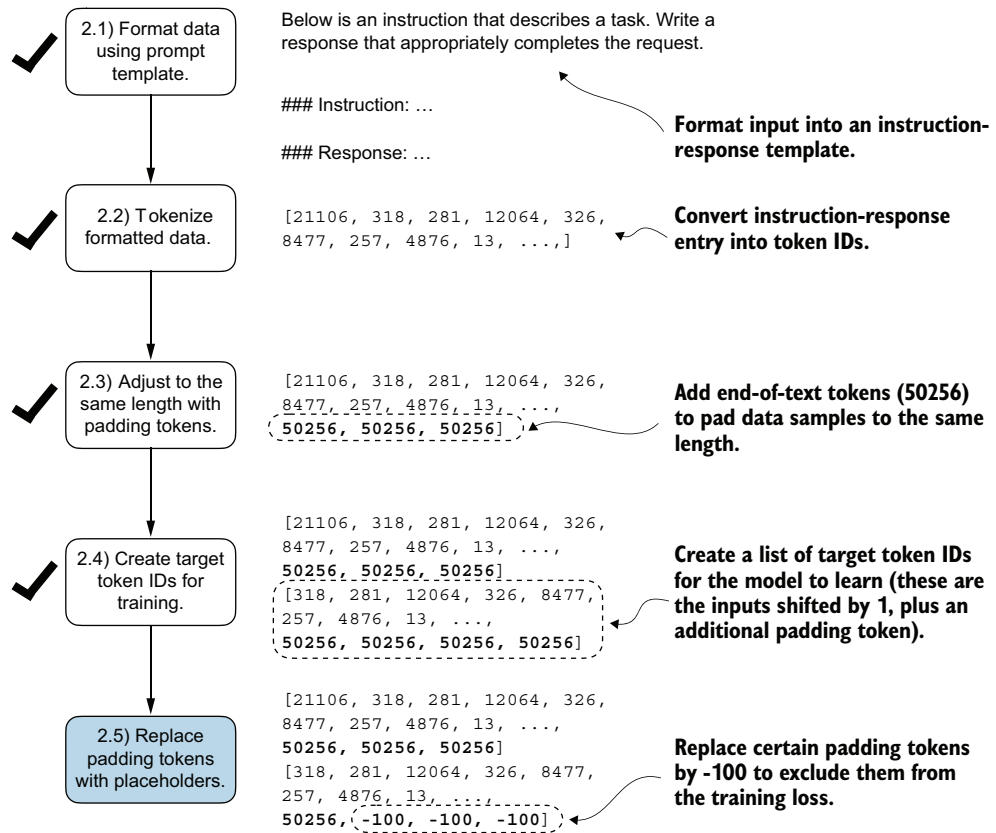 2.1) Format data
using prompt
template.
Below is an instruction that describes a task. Write a
response that appropriately completes the request.
### Instruction: …
### Response: …
Format input into an instruction-
response template.
2.2) Tokenize
formatted data.
[21106, 318, 281, 12064, 326,
8477, 257, 4876, 13, ...,]
Convert instruction-response
entry into token IDs.
2.3) Adjust to the
same length with
padding tokens.
[21106, 318, 281, 12064, 326,
8477, 257, 4876, 13, ...,
50256, 50256, 50256]
Add end-of-text tokens (50256)
to pad data samples to the same
length.
2.4) Create target
token IDs for
training.
[21106, 318, 281, 12064, 326,
8477, 257, 4876, 13, ...,
50256, 50256, 50256]
[318, 281, 12064, 326, 8477,
257, 4876, 13, ...,
50256, 50256, 50256, 50256]
Create a list of target token IDs
for the model to learn (these are
the inputs shifted by 1, plus an
additional padding token).
2.5) Replace
padding tokens
with placeholders.
[21106, 318, 281, 12064, 326,
8477, 257, 4876, 13, ...,
50256, 50256, 50256]
[318, 281, 12064, 326, 8477,
257, 4876, 13, ...,
50256, -100, -100, -100]
Replace certain padding tokens
by -100 to exclude them from
the training loss.